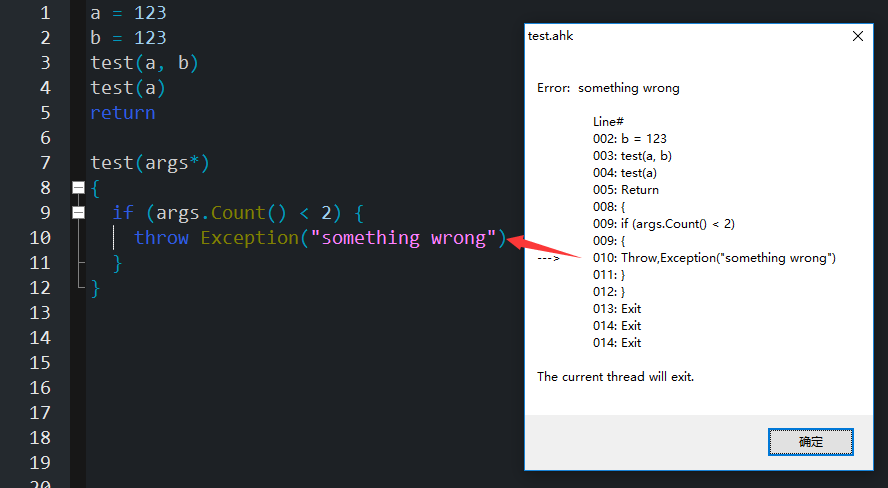 1 a = 123
2 b = 123
3 test(a, b)
4 test(a)
5 return
6
7 test(args*)
8 {
9 if (args.Count() < 2) {
10 throw Exception("something wrong")
11 }
12 }
13
14
15
16
17
18
19
20
test.ahk
Error: something wrong
Line#
002: b = 123
003: test(a, b)
004: test(a)
005: Return
008: {
009: if (args.Count() < 2)
009: {
---> 010: Throw,Exception("something wrong")
011: }
012: }
013: Exit
014: Exit
014: Exit
The current thread will exit.
确定